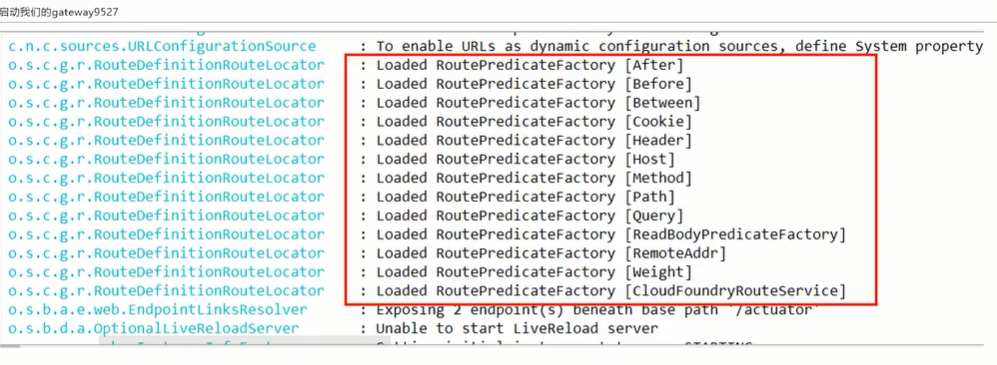 启动我们的gateway9527
c.n.c.sources.URLConfigurationSource : To enable URLs as dynamic configuration sources, define System property
o.s.c.g.r.RouteDefinitionRouteLocator : Loaded RoutePredicateFactory [After]
o.s.c.g.r.RouteDefinitionRouteLocator : Loaded RoutePredicateFactory [Before]
o.s.c.g.r.RouteDefinitionRouteLocator : Loaded RoutePredicateFactory [Between]
o.s.c.g.r.RouteDefinitionRouteLocator : Loaded RoutePredicateFactory [Cookie]
o.s.c.g.r.RouteDefinitionRouteLocator : Loaded RoutePredicateFactory [Header]
o.s.c.g.r.RouteDefinitionRouteLocator : Loaded RoutePredicateFactory [Host]
o.s.c.g.r.RouteDefinitionRouteLocator : Loaded RoutePredicateFactory [Method]
o.s.c.g.r.RouteDefinitionRouteLocator : Loaded RoutePredicateFactory [Path]
o.s.c.g.r.RouteDefinitionRouteLocator : Loaded RoutePredicateFactory [Query]
o.s.c.g.r.RouteDefinitionRouteLocator : Loaded RoutePredicateFactory [ReadBodyPredicateFactory]
o.s.c.g.r.RouteDefinitionRouteLocator : Loaded RoutePredicateFactory [RemoteAddr]
o.s.c.g.r.RouteDefinitionRouteLocator : Loaded RoutePredicateFactory [Weight]
o.s.c.g.r.RouteDefinitionRouteLocator : Loaded RoutePredicateFactory [CloudFoundryRouteService]
o.s.b.a.e.web.EndpointLinksResolver : Exposing 2 endpoint(s) beneath base path '/actuator'
o.s.b.d.a.OptionalLiveReloadServer : Unable to start LiveReload server